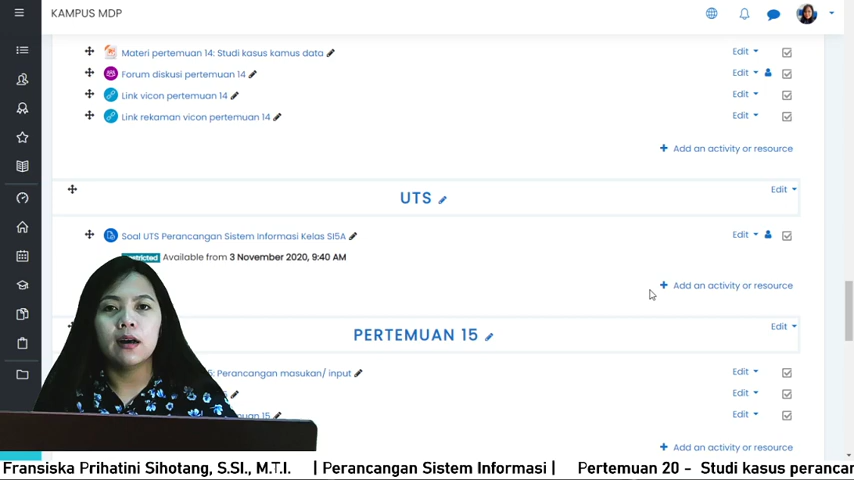 KAMPUS MDP
Materi pertemuan 14: Studi kasus kamus data
Edit
Forum diskusi pertemuan 14
Edit
Link vicon pertemuan 14
Edit
Link rekaman vicon pertemuan 14
Edit
+ Add an activity or resource
Edit
UTS
Soal UTS Perancangan Sistem Informasi Kelas SI5A
Edit
Available from 3 November 2020, 9:40 AM
+ Add an activity or resource
Edit
PERTEMUAN 15
Perancangan masukan/ input
Edit
Edit
15
Edit
+ Add an activity or resource
Fransiska Prihatini Sihotang, S.SI., M.T.I. | Perancangan Sistem Informasi | Pertemuan 20 - Studi kasus